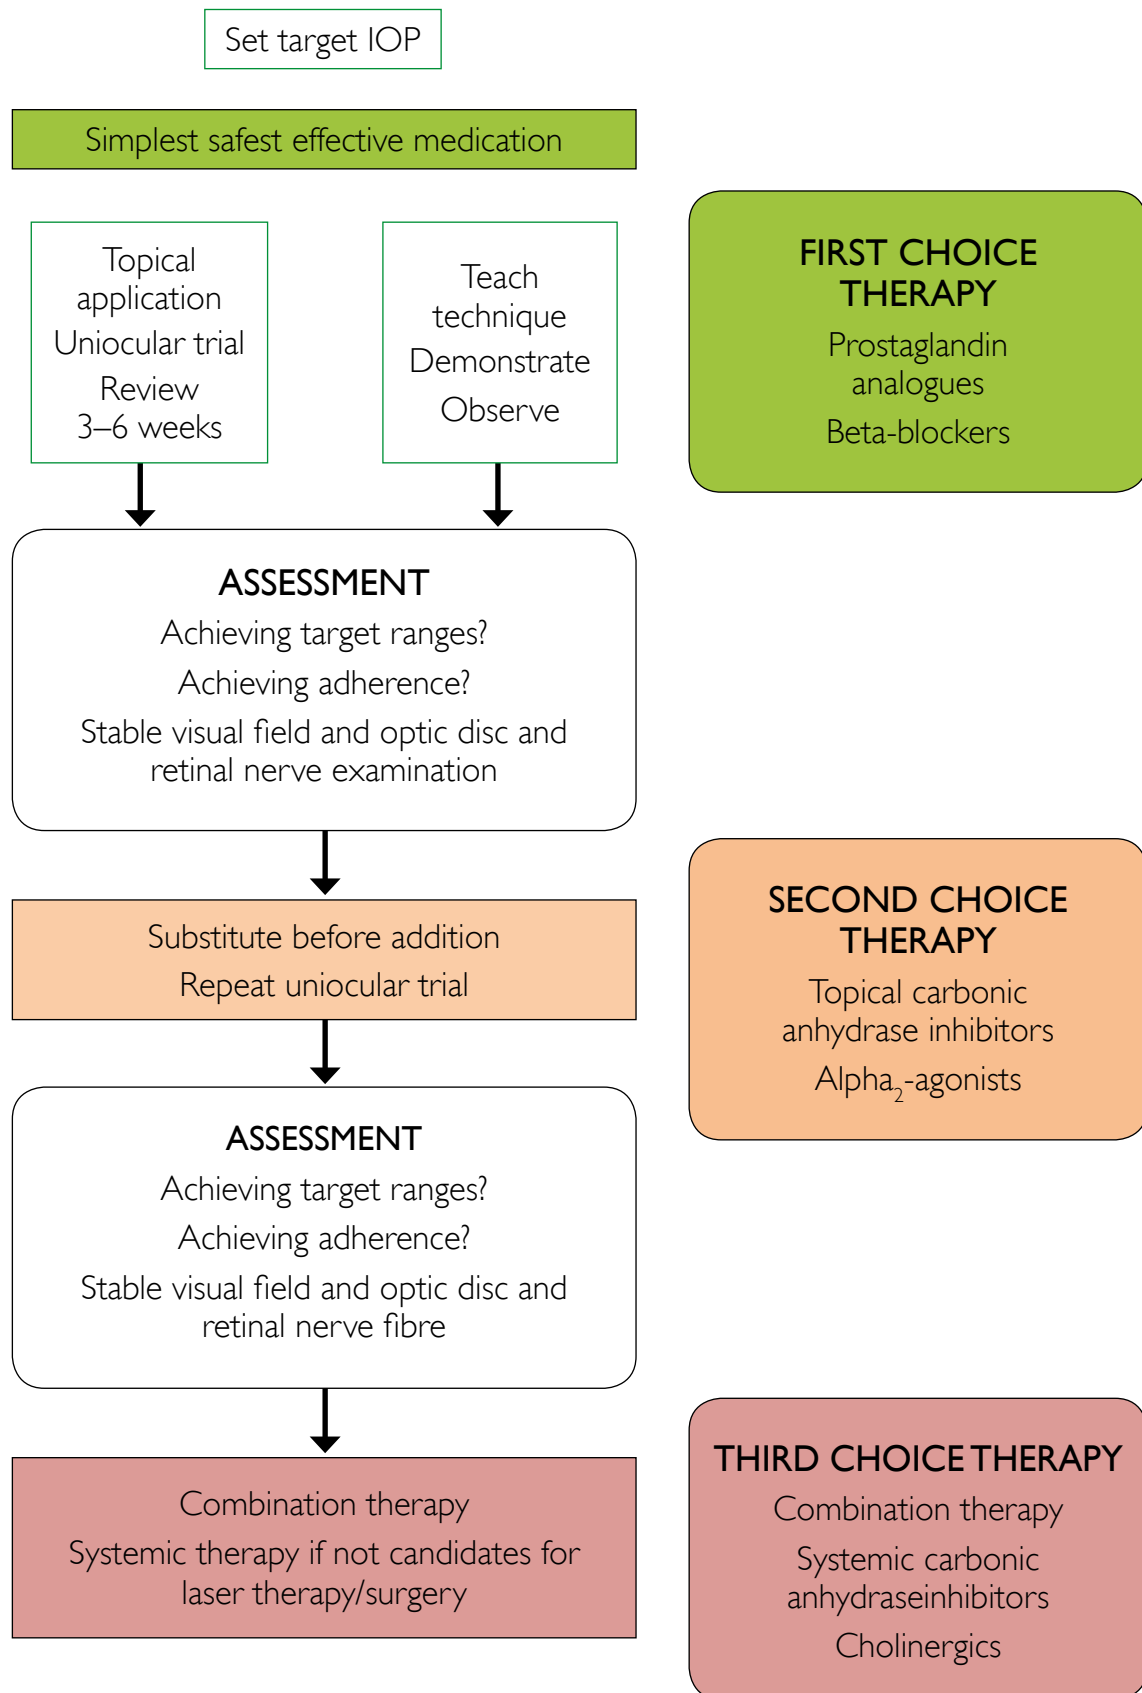 Set target IOP
Simplest safest effective medication
Topical
application
Uniocular trial
Review
3–6 weeks
Teach
technique
Demonstrate
Observe
FIRST CHOICE
THERAPY
Prostaglandin
analogues
Beta-blockers
ASSESSMENT
Achieving target ranges?
Achieving adherence?
Stable visual field and optic disc and
retinal nerve examination
Substitute before addition
Repeat uniocular trial
SECOND CHOICE
THERAPY
Topical carbonic
anhydrase inhibitors
Alpha₂-agonists
ASSESSMENT
Achieving target ranges?
Achieving adherence?
Stable visual field and optic disc and
retinal nerve fibre
Combination therapy
Systemic therapy if not candidates for
laser therapy/surgery
THIRD CHOICE THERAPY
Combination therapy
Systemic carbonic
anhydraseinhibitors
Cholinergics